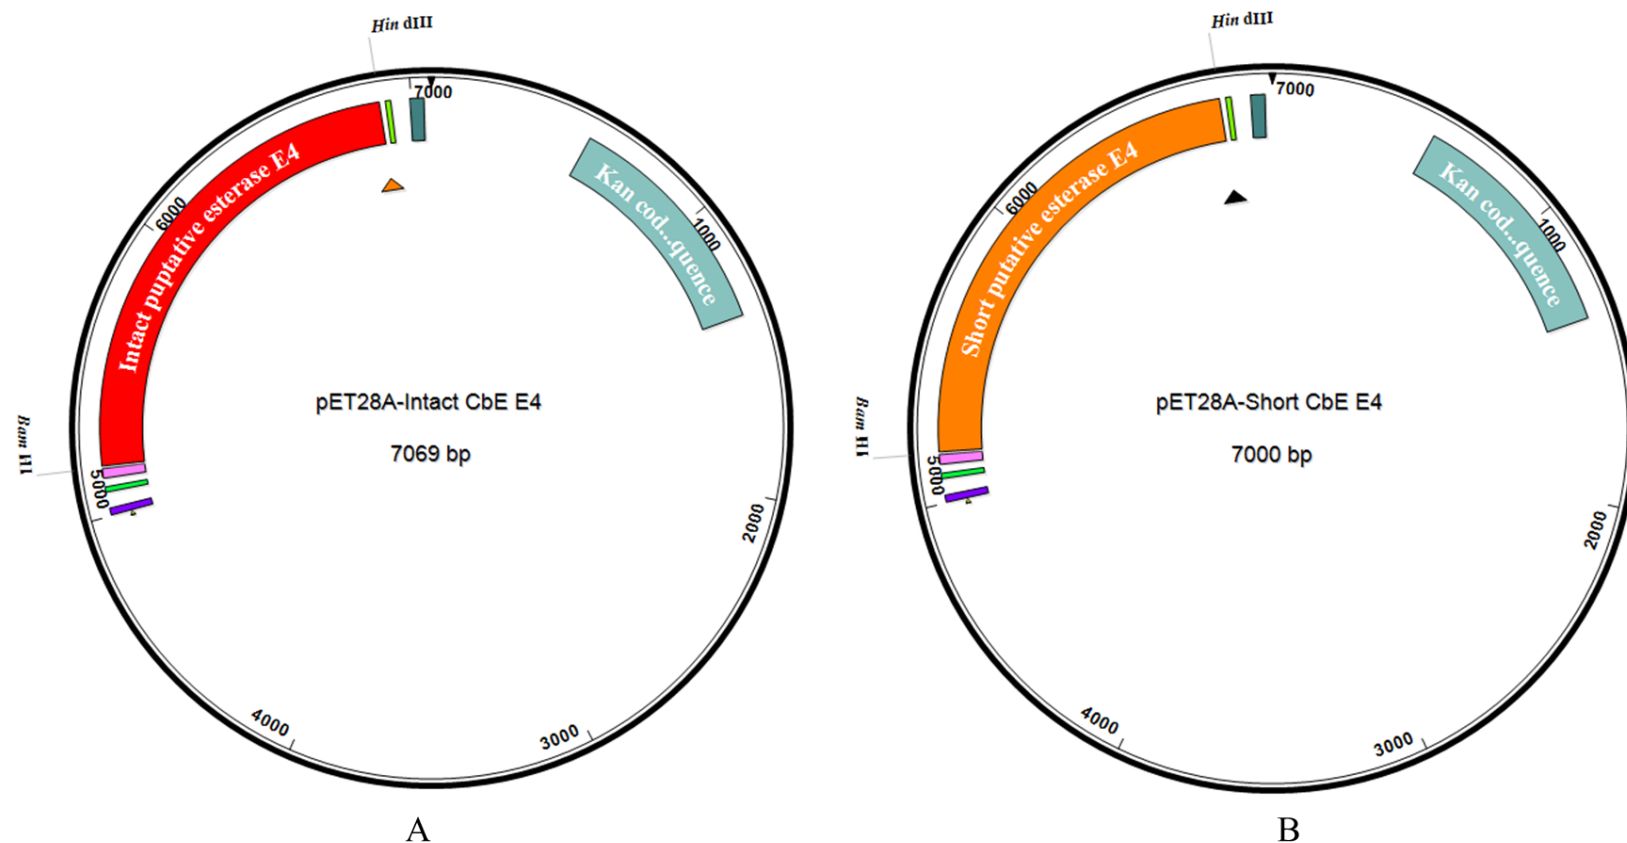 Hin dIII
7000
Kan cod...quence
1000
Intact puptative esterase E4
6000
pET28A-Intact CbE E4
7069 bp
Bam HI
5000
2000
4000
3000
A
Hin dIII
7000
Kan cod...quence
1000
Short putative esterase E4
6000
pET28A-Short CbE E4
7000 bp
Bam HI
5000
2000
4000
3000
B